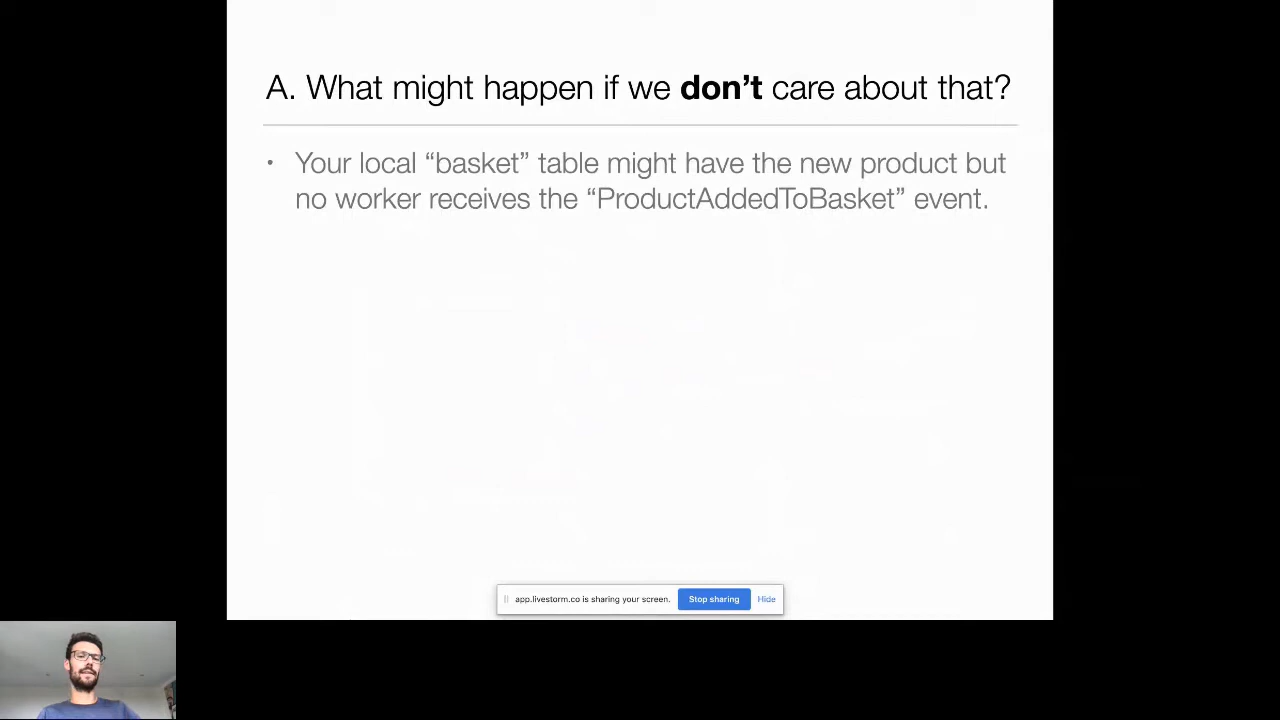 A. What might happen if we don’t care about that?
• Your local “basket” table might have the new product but
no worker receives the “ProductAddedToBasket” event.
app.livestorm.co is sharing your screen. Stop sharing Hide